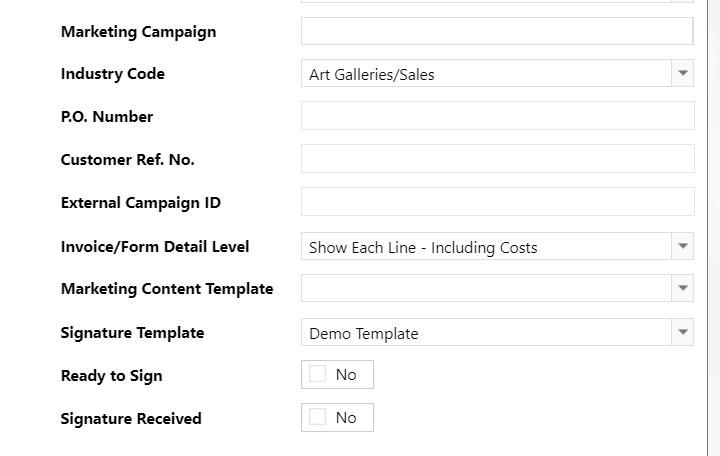 Marketing Campaign
Industry Code Art Galleries/Sales
P.O. Number
Customer Ref. No.
External Campaign ID
Invoice/Form Detail Level Show Each Line - Including Costs
Marketing Content Template
Signature Template Demo Template
Ready to Sign No
Signature Received No